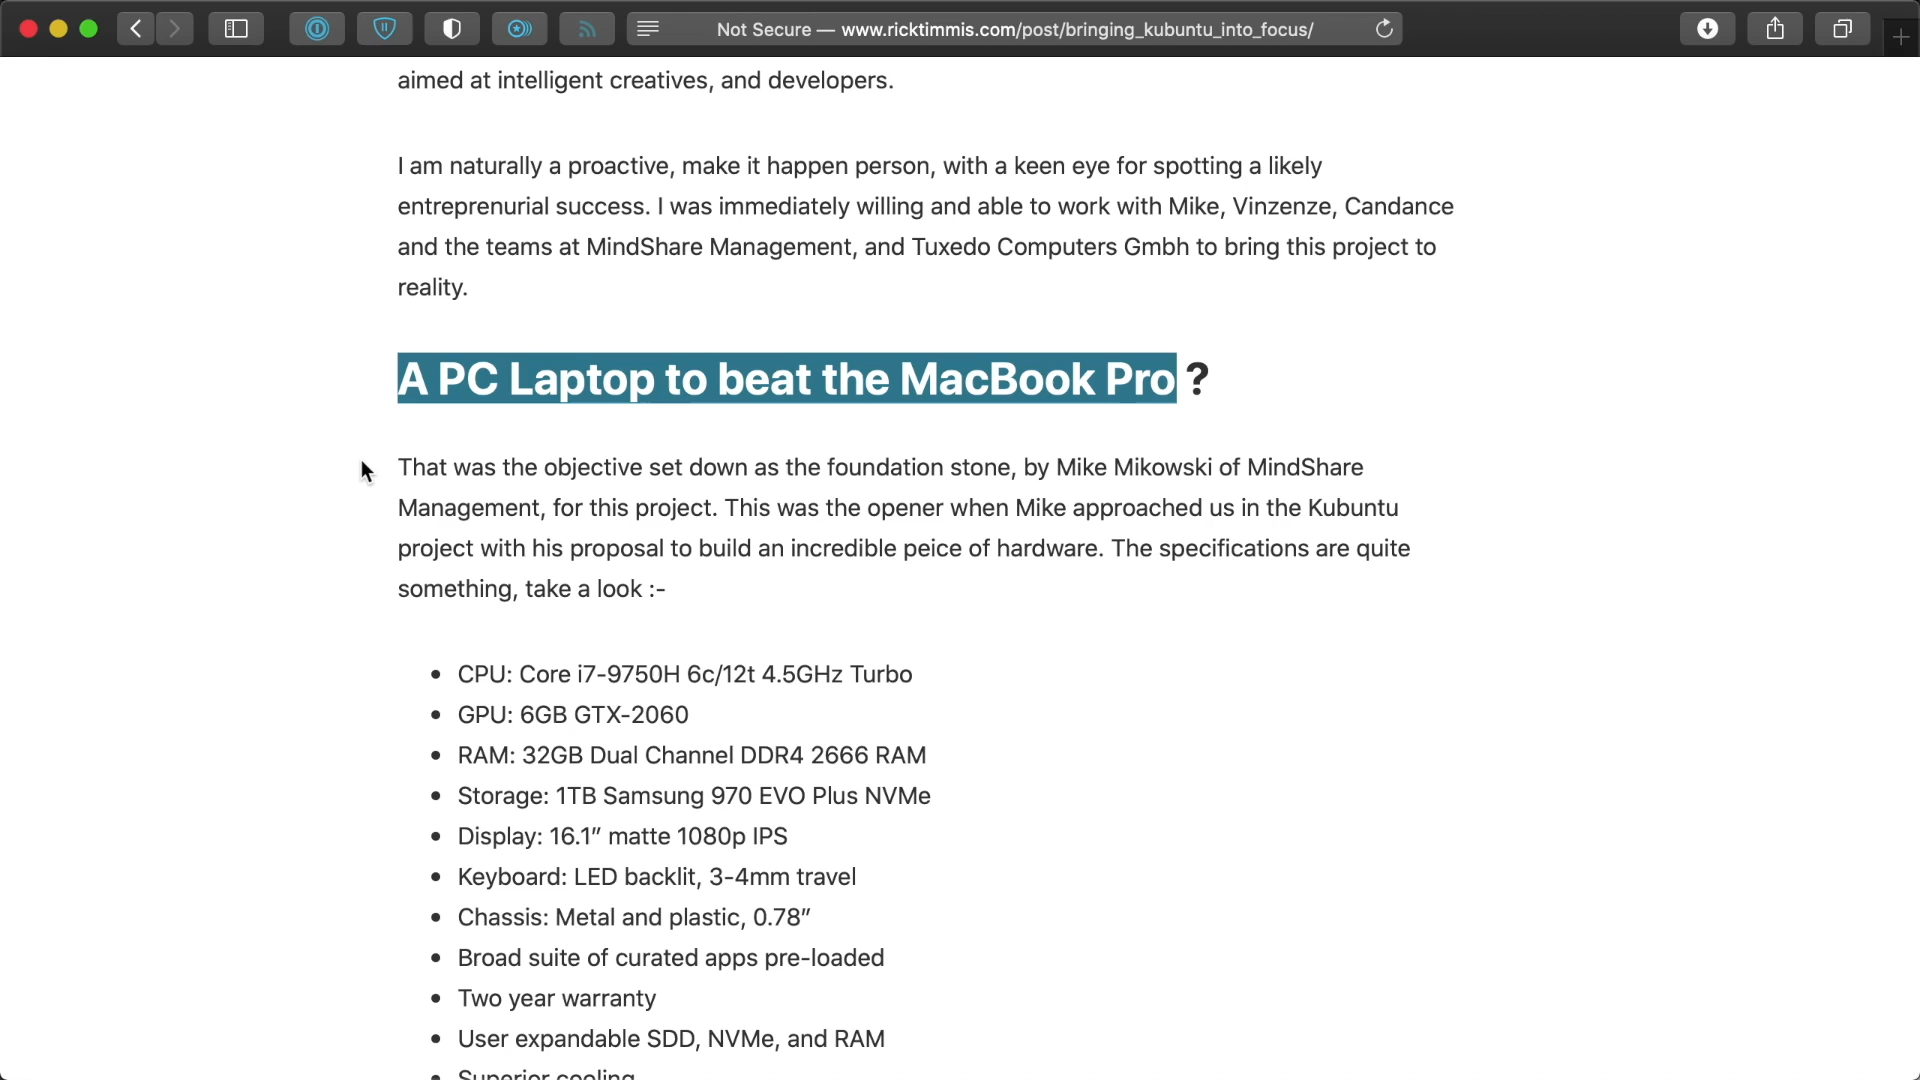 Not Secure — www.ricktimmis.com/post/bringing_kubuntu_into_focus/
aimed at intelligent creatives, and developers.
I am naturally a proactive, make it happen person, with a keen eye for spotting a likely
entreprenurial success. I was immediately willing and able to work with Mike, Vinzenze, Candance
and the teams at MindShare Management, and Tuxedo Computers Gmbh to bring this project to
reality.
A PC Laptop to beat the MacBook Pro ?
That was the objective set down as the foundation stone, by Mike Mikowski of MindShare
Management, for this project. This was the opener when Mike approached us in the Kubuntu
project with his proposal to build an incredible peice of hardware. The specifications are quite
something, take a look :-
• CPU: Core i7-9750H 6c/12t 4.5GHz Turbo
• GPU: 6GB GTX-2060
• RAM: 32GB Dual Channel DDR4 2666 RAM
• Storage: 1TB Samsung 970 EVO Plus NVMe
• Display: 16.1” matte 1080p IPS
• Keyboard: LED backlit, 3-4mm travel
• Chassis: Metal and plastic, 0.78”
• Broad suite of curated apps pre-loaded
• Two year warranty
• User expandable SDD, NVMe, and RAM
• Superior cooling